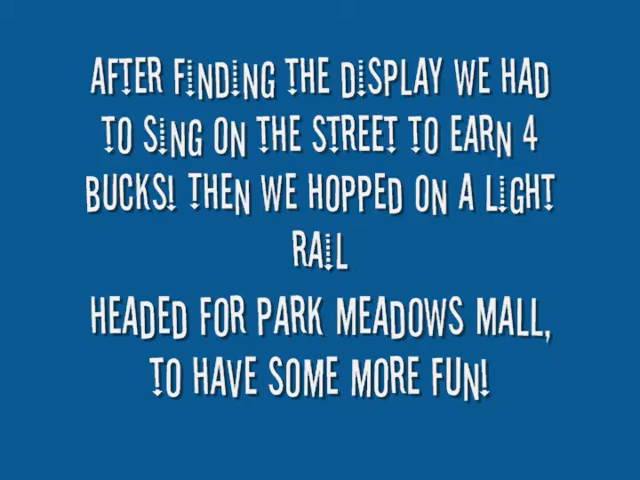 AFTER FINDING THE DISPLAY WE HAD
TO SING ON THE STREET TO EARN 4
BUCKS! THEN WE HOPPED ON A LIGHT
RAIL
HEADED FOR PARK MEADOWS MALL,
TO HAVE SOME MORE FUN!